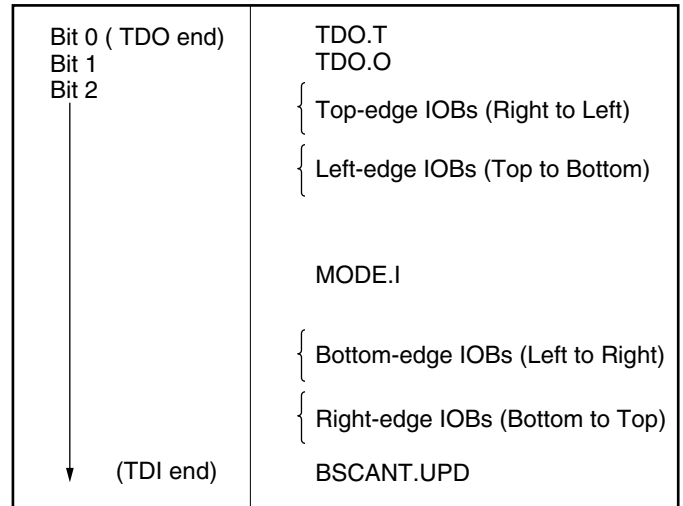 Bit 0 ( TDO end) TDO.T
Bit 1 TDO.O
Bit 2
Top-edge IOBs (Right to Left)
Left-edge IOBs (Top to Bottom)
MODE.I
Bottom-edge IOBs (Left to Right)
Right-edge IOBs (Bottom to Top)
(TDI end) BSCANT.UPD